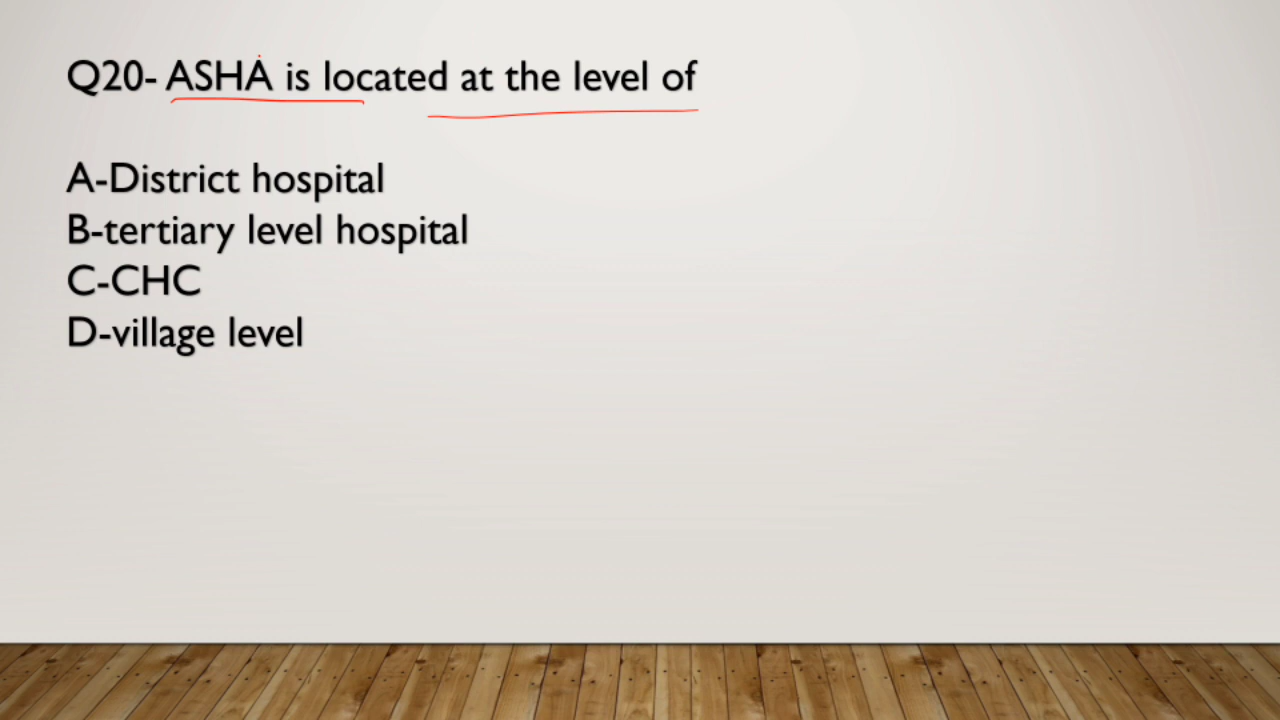 Q20- ASHA is located at the level of
A-District hospital
B-tertiary level hospital
C-CHC
D-village level